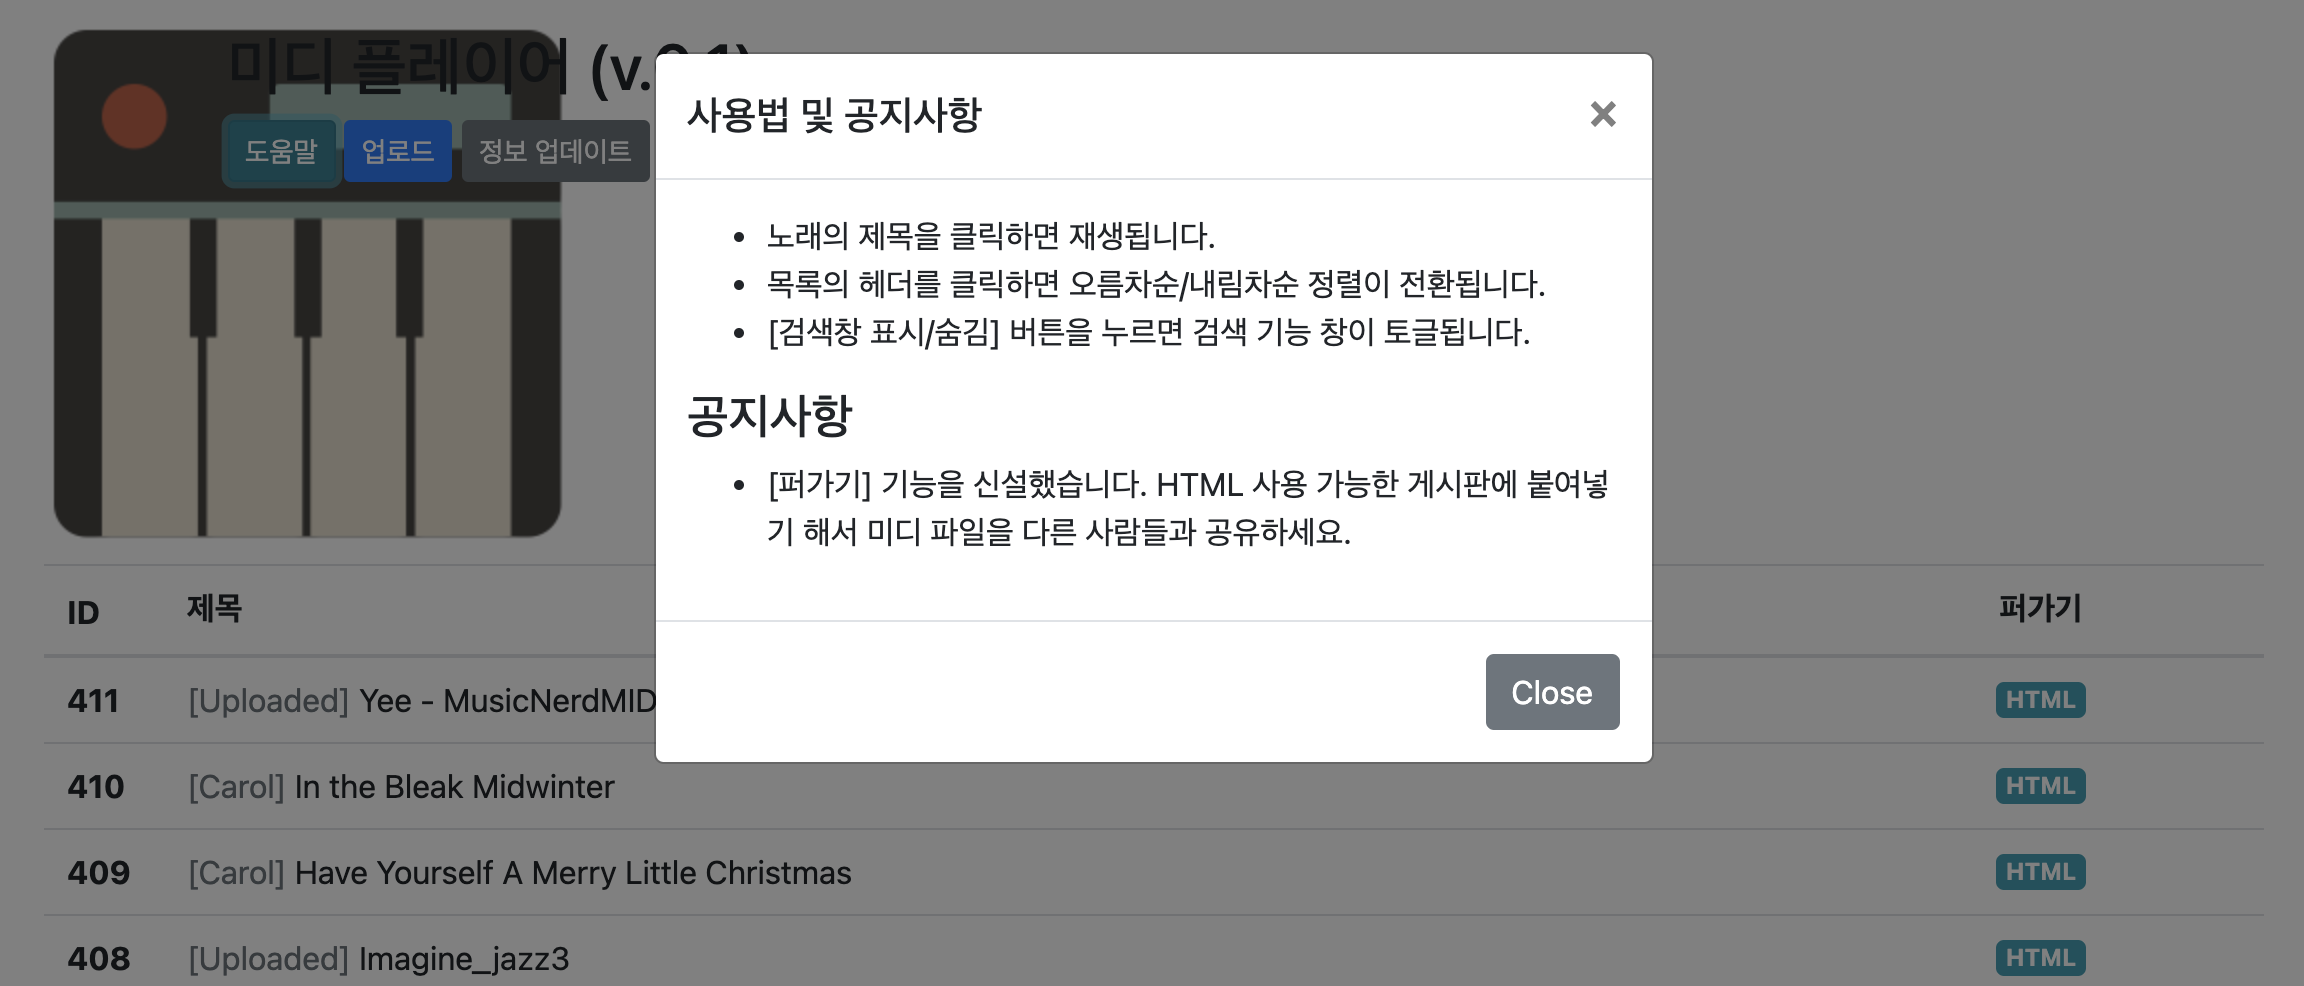 미디 플레이어 (v.
도움말 업로드 정보 업데이트
사용법 및 공지사항 ×
• 노래의 제목을 클릭하면 재생됩니다.
• 목록의 헤더를 클릭하면 오름차순/내림차순 정렬이 전환됩니다.
• [검색창 표시/숨김] 버튼을 누르면 검색 기능 창이 토글됩니다.
공지사항
• [퍼가기] 기능을 신설했습니다. HTML 사용 가능한 게시판에 붙여넣
기 해서 미디 파일을 다른 사람들과 공유하세요.
Close
ID 제목 퍼가기
411 [Uploaded] Yee - MusicNerdMID HTML
410 [Carol] In the Bleak Midwinter HTML
409 [Carol] Have Yourself A Merry Little Christmas HTML
408 [Uploaded] Imagine_jazz3 HTML